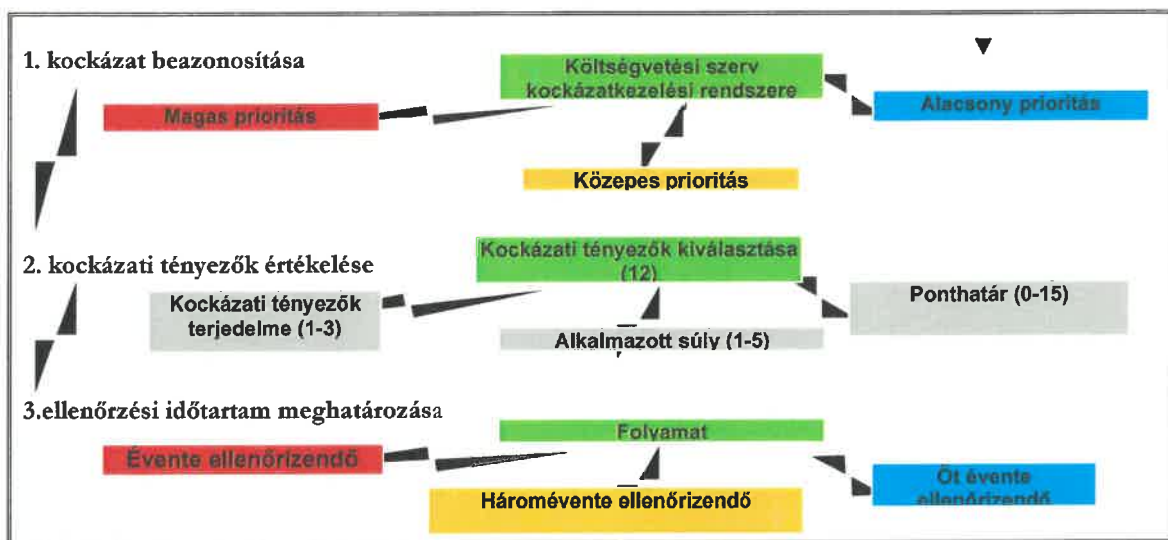 1. kockázat beazonosítása
Költségvetési szerv
kockázatkezelési rendszere
Magas prioritás
Alacsony prioritás
Közepes prioritás
2. kockázati tényezők értékelése
Kockázati tényezők kiválasztása
(12)
Kockázati tényezők
terjedelme (1-3)
Ponthatár (0-15)
Alkalmazott súly (1-5)
3.ellenőrzési időtartam meghatározása
Folyamat
Évente ellenőrizendő
Öt évente
ellenőrizendő
Háromévente ellenőrizendő